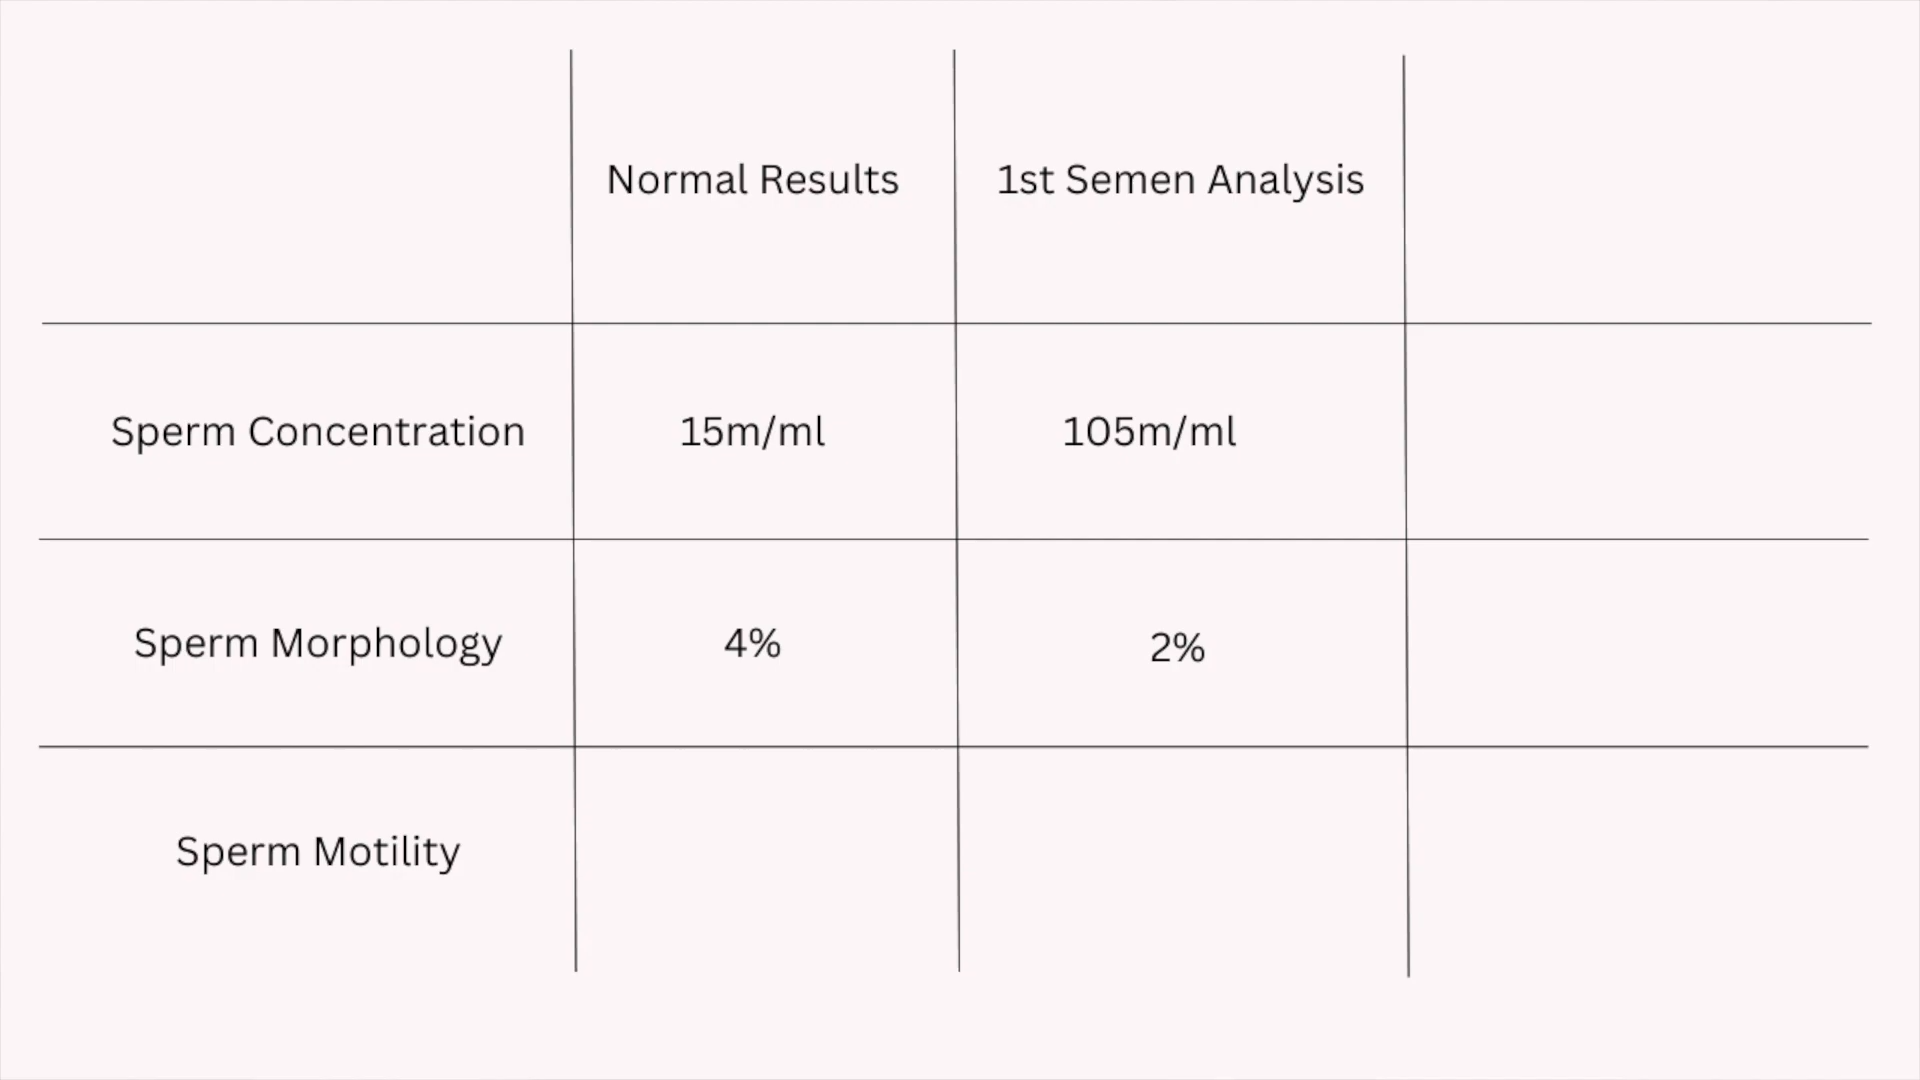 Normal Results
1st Semen Analysis
Sperm Concentration
15m/ml
105m/ml
Sperm Morphology
4%
2%
Sperm Motility